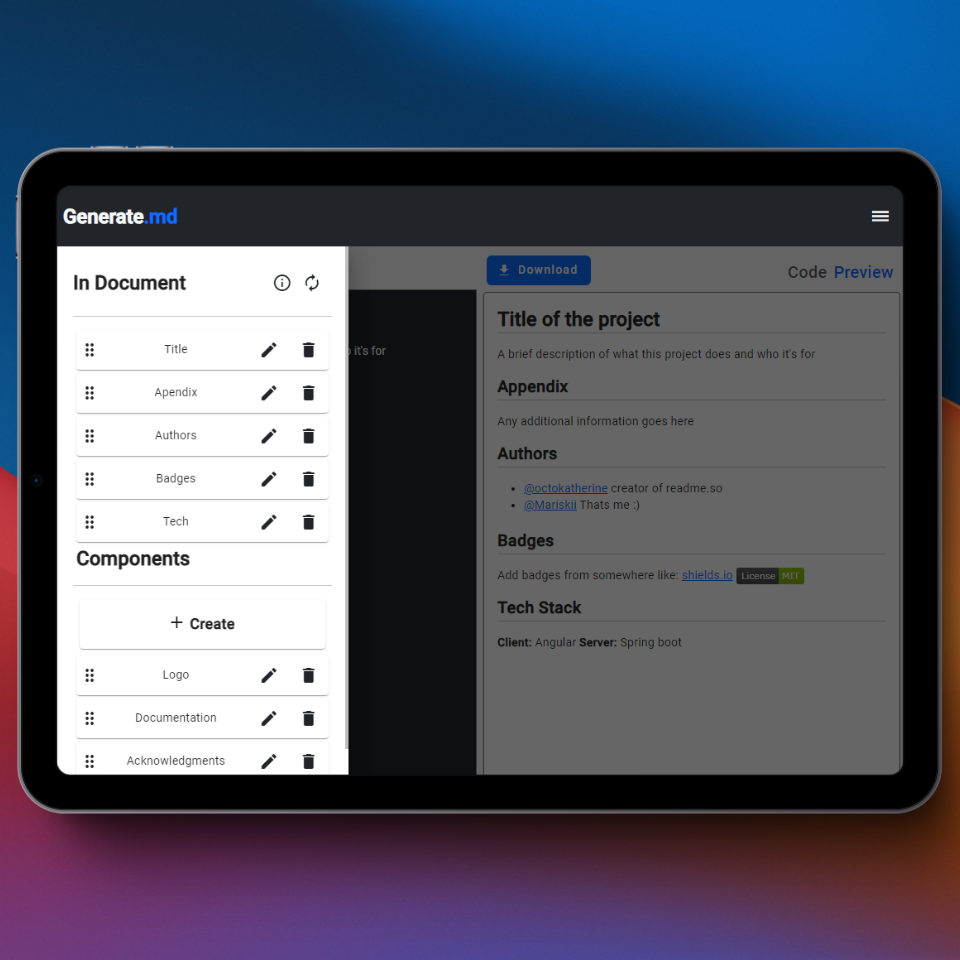 Generate.md
In Document
Title
Apendix
Authors
Badges
Tech
Components
+ Create
Logo
Documentation
Acknowledgments
it's for
Download
Code Preview
Title of the project
A brief description of what this project does and who it's for
Appendix
Any additional information goes here
Authors
• @octokatherine creator of readme.so
• @Mariskii Thats me :)
Badges
Add badges from somewhere like: shields.io License MIT
Tech Stack
Client: Angular Server: Spring boot